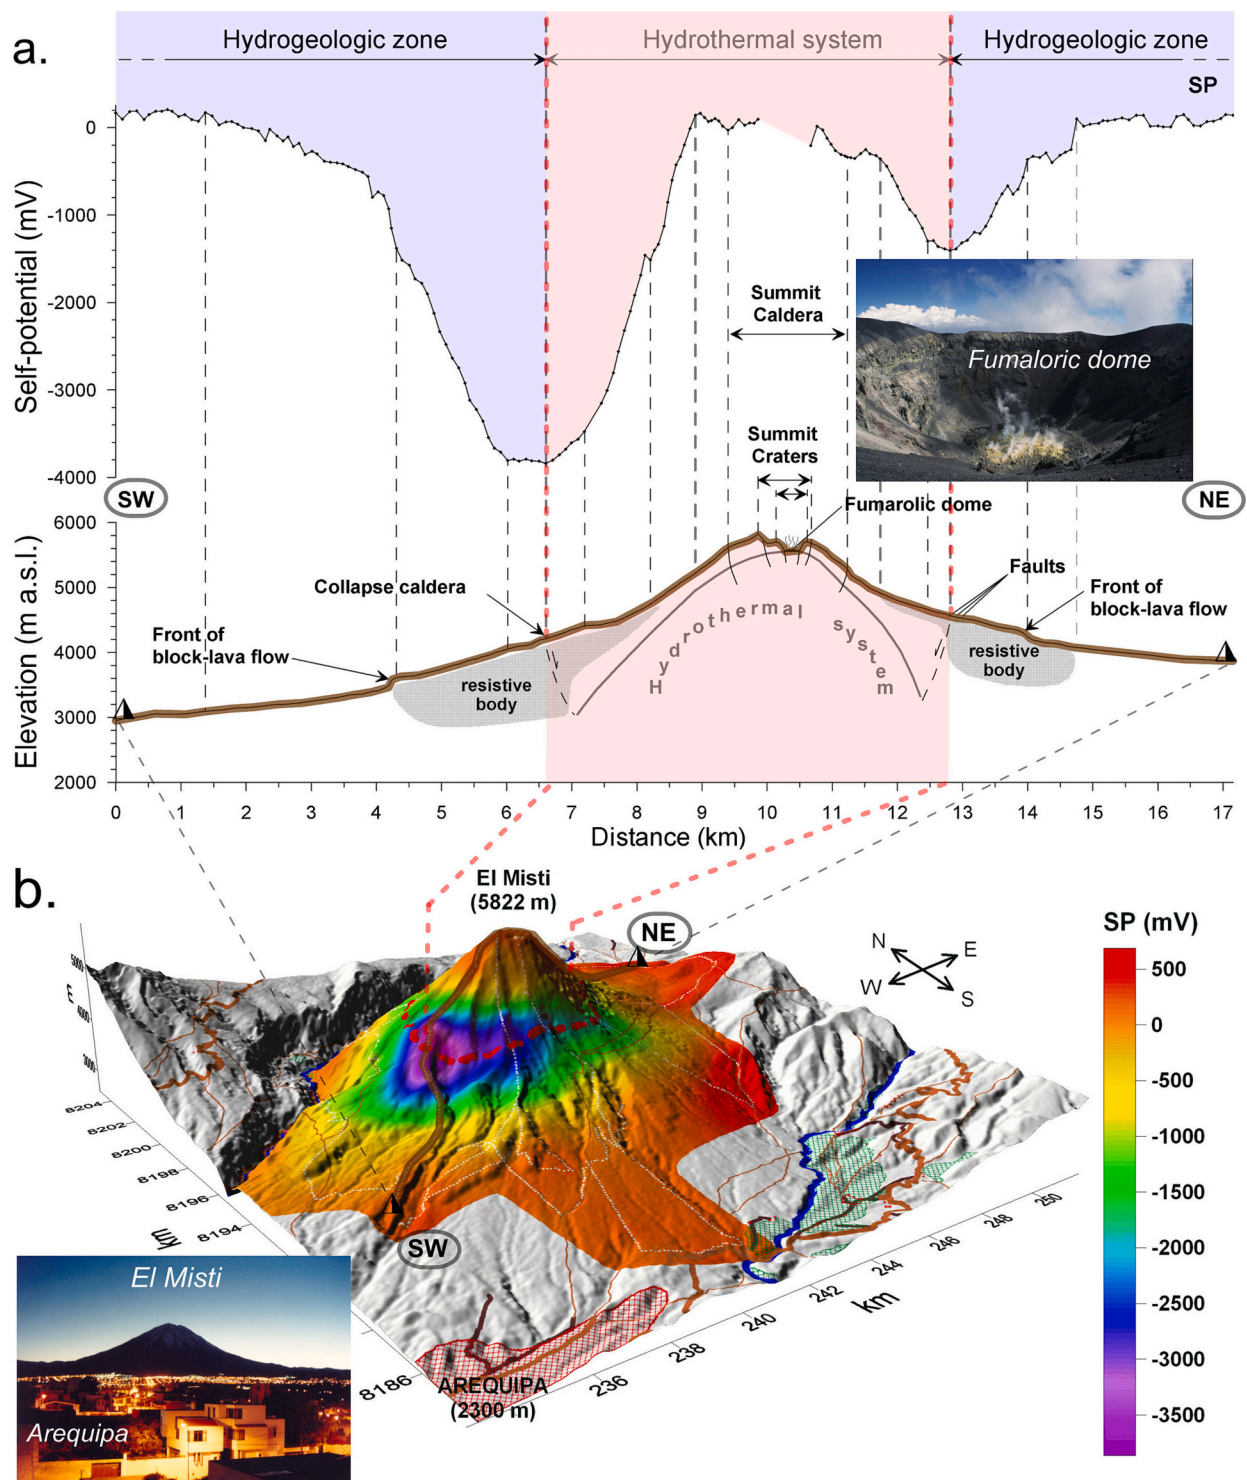 a.
Hydrogeologic zone
Hydrothermal system
Hydrogeologic zone
SP
Self-potential (mV)
0
-1000
-2000
-3000
-4000
Summit
Caldera
Fumaloric dome
Summit
Craters
SW
NE
Fumarolic dome
Elevation (m a.s.l.)
6000
5000
4000
3000
2000
Collapse caldera
Faults
Front of
block-lava flow
Front of
block-lava flow
Hydrothermal system
resistive
body
resistive
body
0 1 2 3 4 5 6 7 8 9 10 11 12 13 14 15 16 17
Distance (km)
b.
El Misti
(5822 m)
NE
N E
W S
SP (mV)
500
0
-500
-1000
-1500
-2000
-2500
-3000
-3500
5000
4000
3000
m
8204
8202
8200
8198
8196
8194
km
8186
SW
236
238
240
242
244
246
248
250
km
AREQUIPA
(2300 m)
El Misti
Arequipa